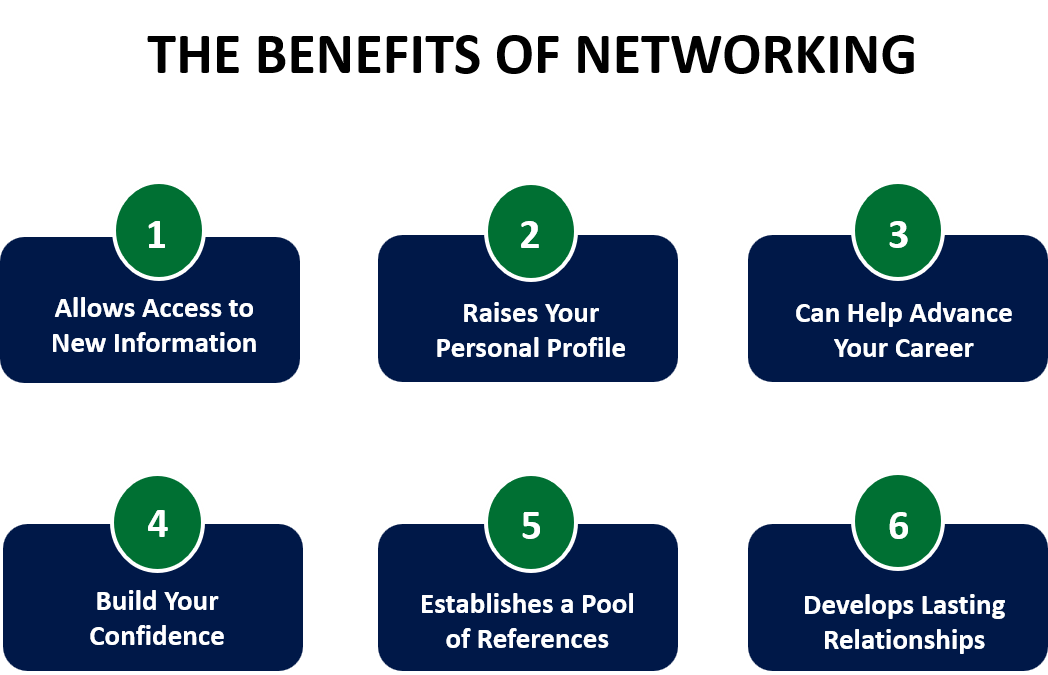 THE BENEFITS OF NETWORKING
1
Allows Access to
New Information
2
Raises Your
Personal Profile
3
Can Help Advance
Your Career
4
Build Your
Confidence
5
Establishes a Pool
of References
6
Develops Lasting
Relationships